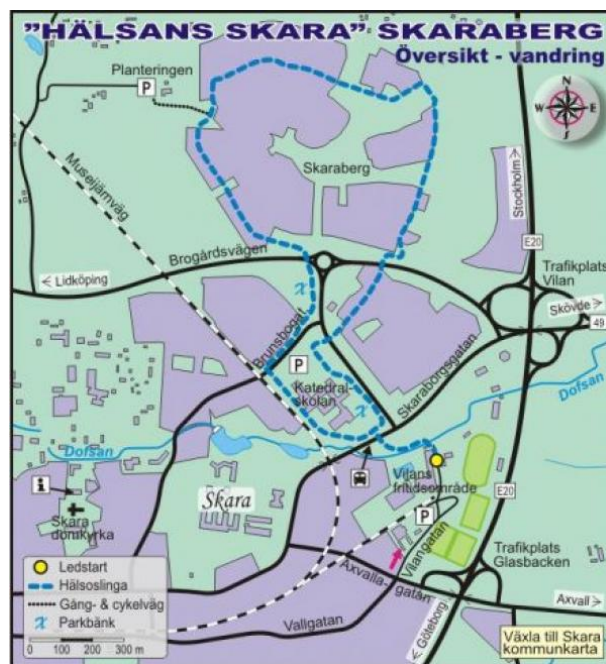 "HÄLSANS SKARA" SKARABERG
Översikt - vandring
Planteringen
P
N
W E
S
Museijärnväg
Skaraberg
Stockholm
Brogårdsvägen
E20
Lidköping
Trafikplats
Vilan
Skövde
49
Brunsbogat.
P
Katedral-
skolan
Skaraborgsgatan
Dofsan
Dofsan
i
Skara
domkyrka
Skara
Vilans
fritidsområde
P
E20
Vilangatan
Trafikplats
Glasbacken
Axvalla-gatan
Axvall
Vallgatan
Göteborg
Ledstart
Hälsoslinga
Gång- & cykelväg
Parkbänk
0 100 200 300 m
Växla till Skara
kommunkarta